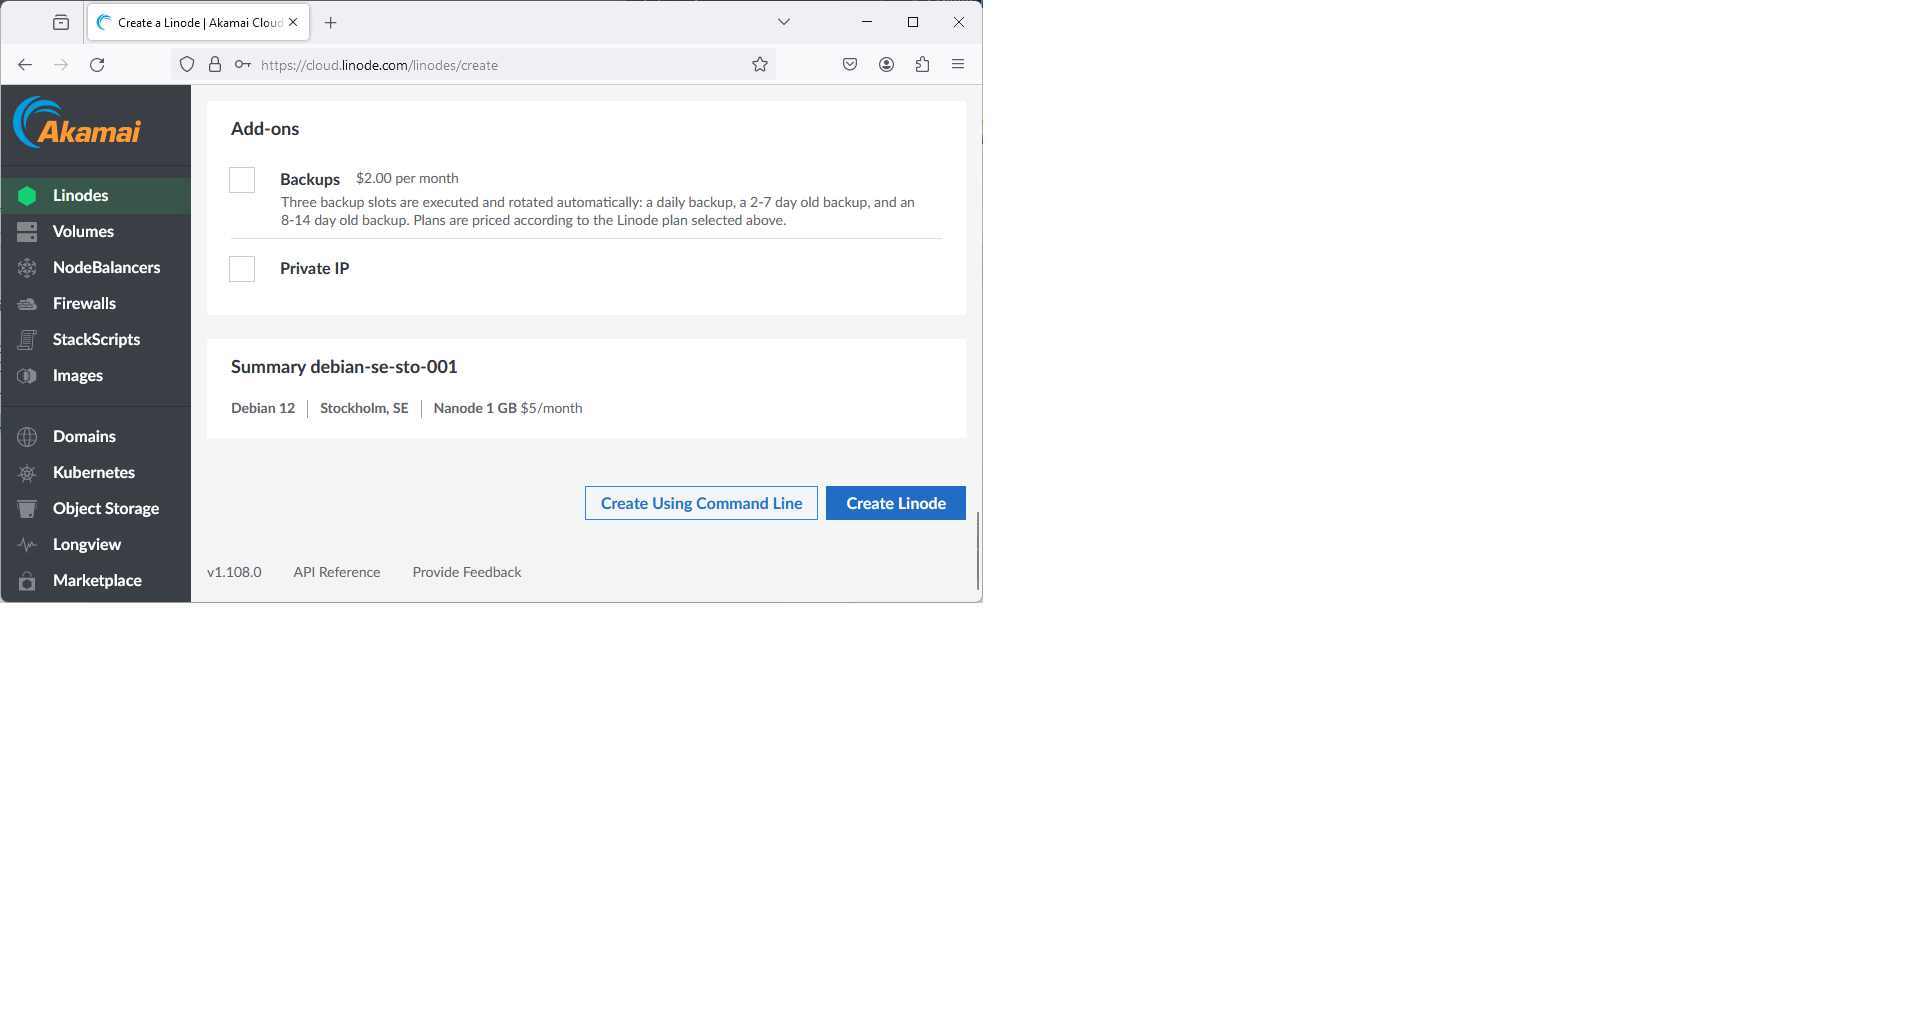 Create a Linode | Akamai Cloud
https://cloud.linode.com/linodes/create
Akamai
Linodes
Volumes
NodeBalancers
Firewalls
StackScripts
Images
Domains
Kubernetes
Object Storage
Longview
Marketplace
Add-ons
Backups $2.00 per month
Three backup slots are executed and rotated automatically: a daily backup, a 2-7 day old backup, and an
8-14 day old backup. Plans are priced according to the Linode plan selected above.
Private IP
Summary debian-se-sto-001
Debian 12 Stockholm, SE Nanode 1 GB $5/month
Create Using Command Line Create Linode
v1.108.0 API Reference Provide Feedback